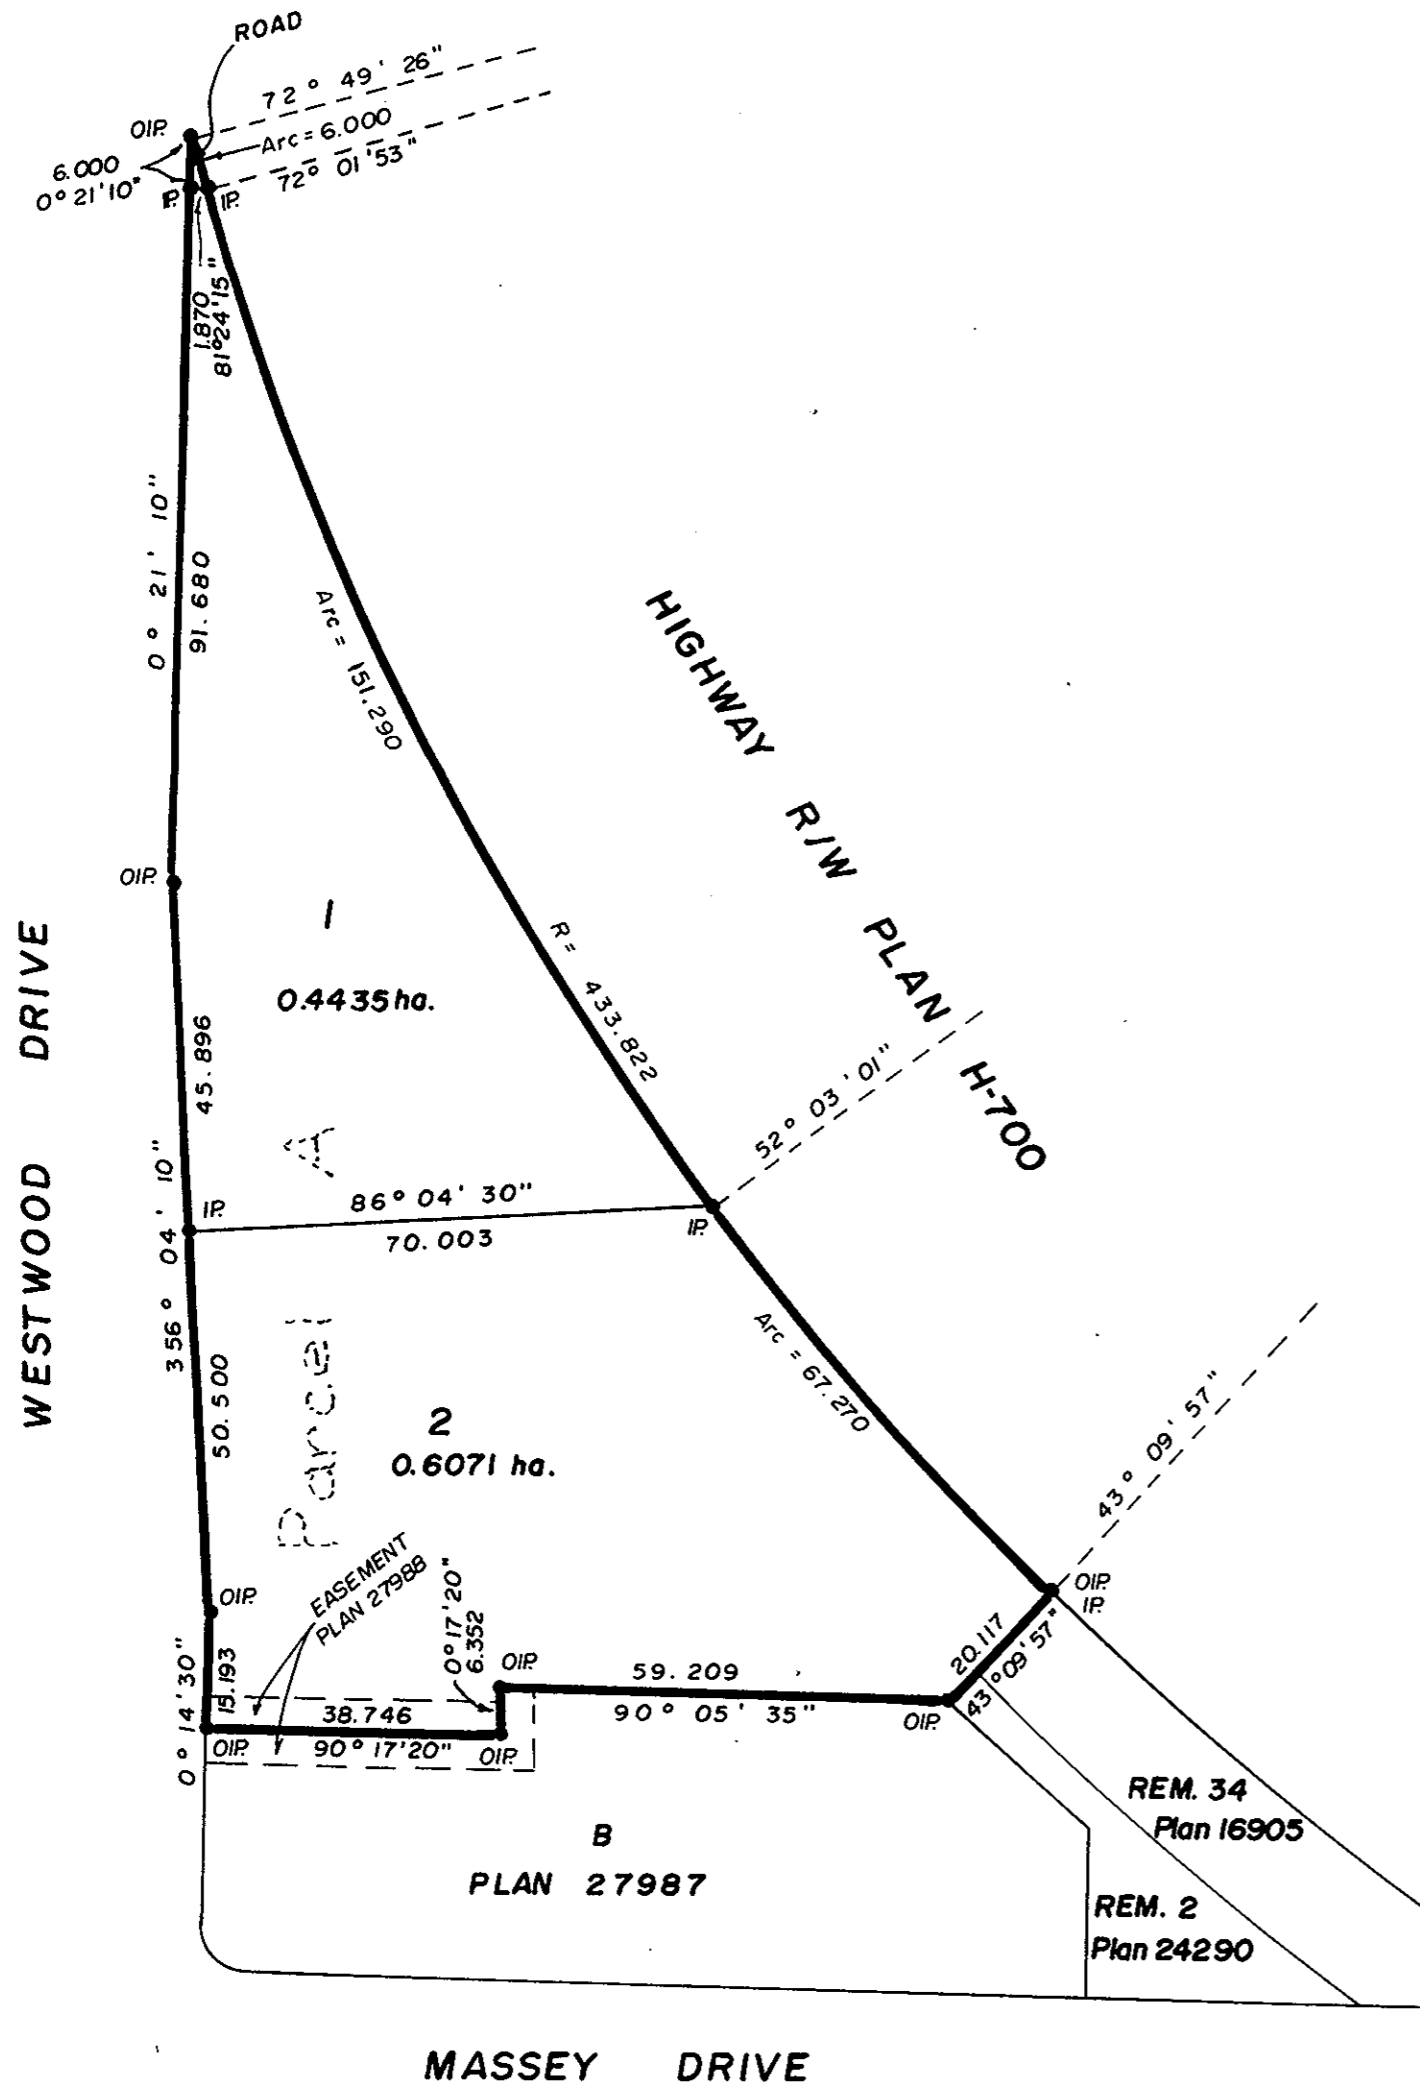 ROAD
72° 49' 26"
OIP.
Arc = 6.000
6.000
0° 21' 10"
72° 01' 53"
IP.
IP.
1.870
81° 24' 15"
0° 21' 10"
91.680
Arc = 151.290
HIGHWAY R/W PLAN H-700
OIP.
1
0.4435 ha.
R = 433.822
WESTWOOD DRIVE
45.896
52° 03' 01"
356° 04' 10"
Parcel A
IP.
86° 04' 30"
70.003
IP.
Arc = 67.270
50.500
2
0.6071 ha.
43° 09' 57"
OIP.
EASEMENT
PLAN 27988
0° 17' 20"
6.352
OIP.
IP.
20.117
43° 09' 57"
0° 14' 30"
15.193
OIP.
59.209
90° 05' 35"
OIP.
38.746
90° 17' 20"
OIP.
OIP.
REM. 34
Plan 16905
B
PLAN 27987
REM. 2
Plan 24290
MASSEY DRIVE